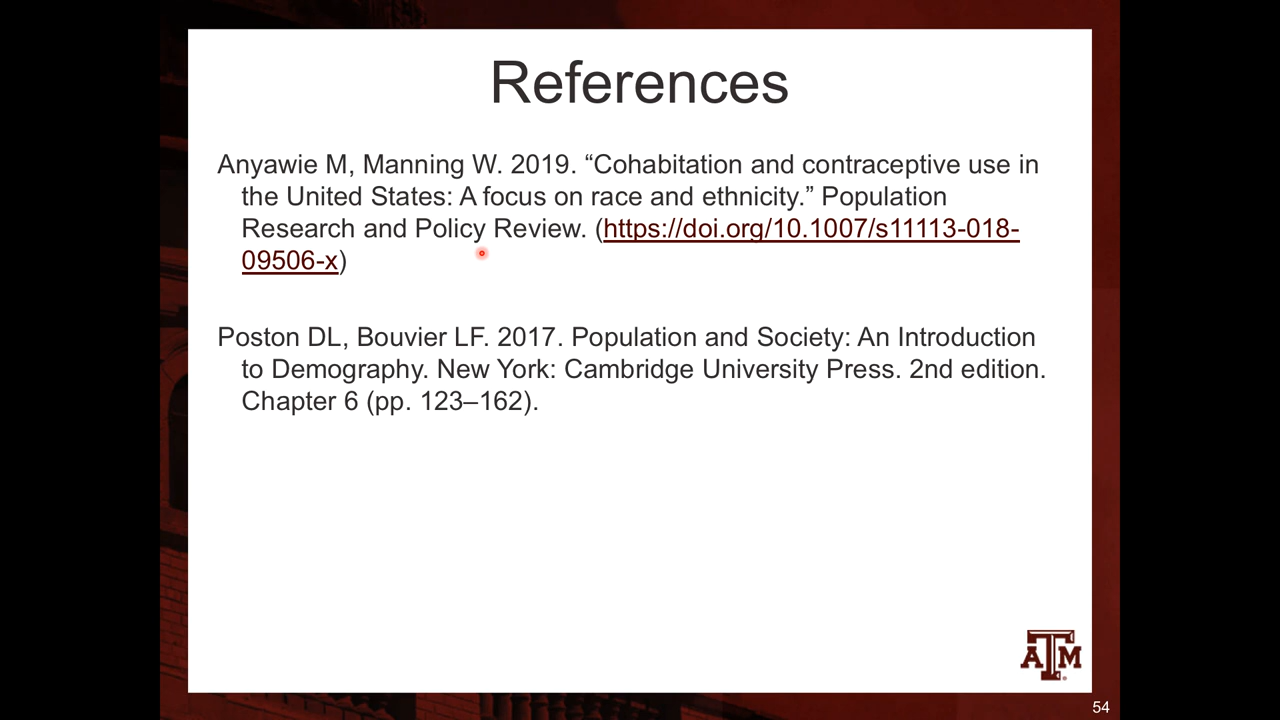 References
Anyawie M, Manning W. 2019. “Cohabitation and contraceptive use in
the United States: A focus on race and ethnicity.” Population
Research and Policy Review. (https://doi.org/10.1007/s11113-018-
09506-x)
Poston DL, Bouvier LF. 2017. Population and Society: An Introduction
to Demography. New York: Cambridge University Press. 2nd edition.
Chapter 6 (pp. 123–162).
ATM
54